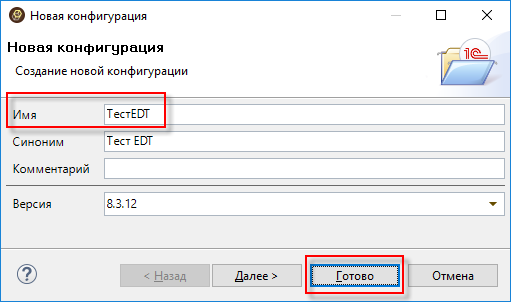 Новая конфигурация
Новая конфигурация
Создание новой конфигурации
1С
Имя ТестEDT
Синоним Тест EDT
Комментарий
Версия 8.3.12
? < Назад Далее > Готово Отмена